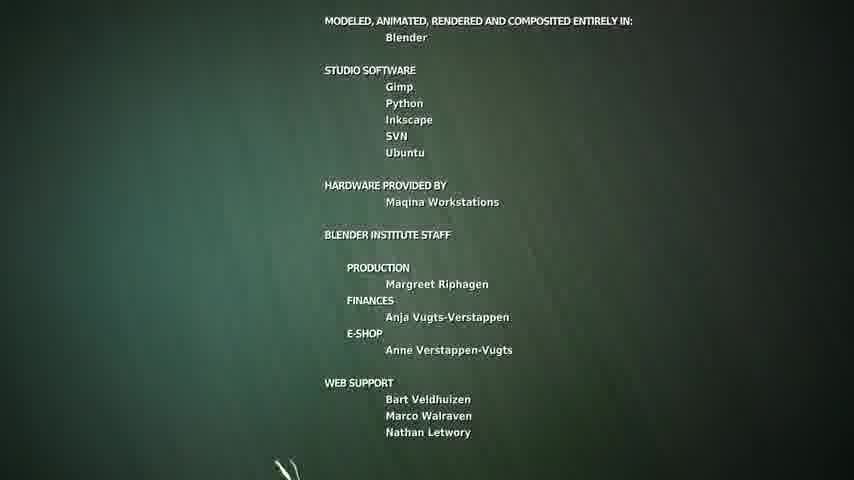 MODELED, ANIMATED, RENDERED AND COMPOSITED ENTIRELY IN:
Blender
STUDIO SOFTWARE
Gimp
Python
Inkscape
SVN
Ubuntu
HARDWARE PROVIDED BY
Maqina Workstations
BLENDER INSTITUTE STAFF
PRODUCTION
Margreet Riphagen
FINANCES
Anja Vugts-Verstappen
E-SHOP
Anne Verstappen-Vugts
WEB SUPPORT
Bart Veldhuizen
Marco Walraven
Nathan Letwory